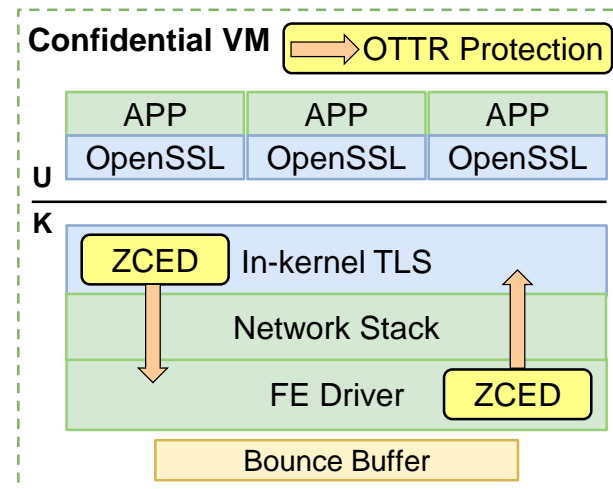 Confidential VM
OTTR Protection
APP APP APP
OpenSSL OpenSSL OpenSSL
U
K
ZCED In-kernel TLS
Network Stack
FE Driver ZCED
Bounce Buffer